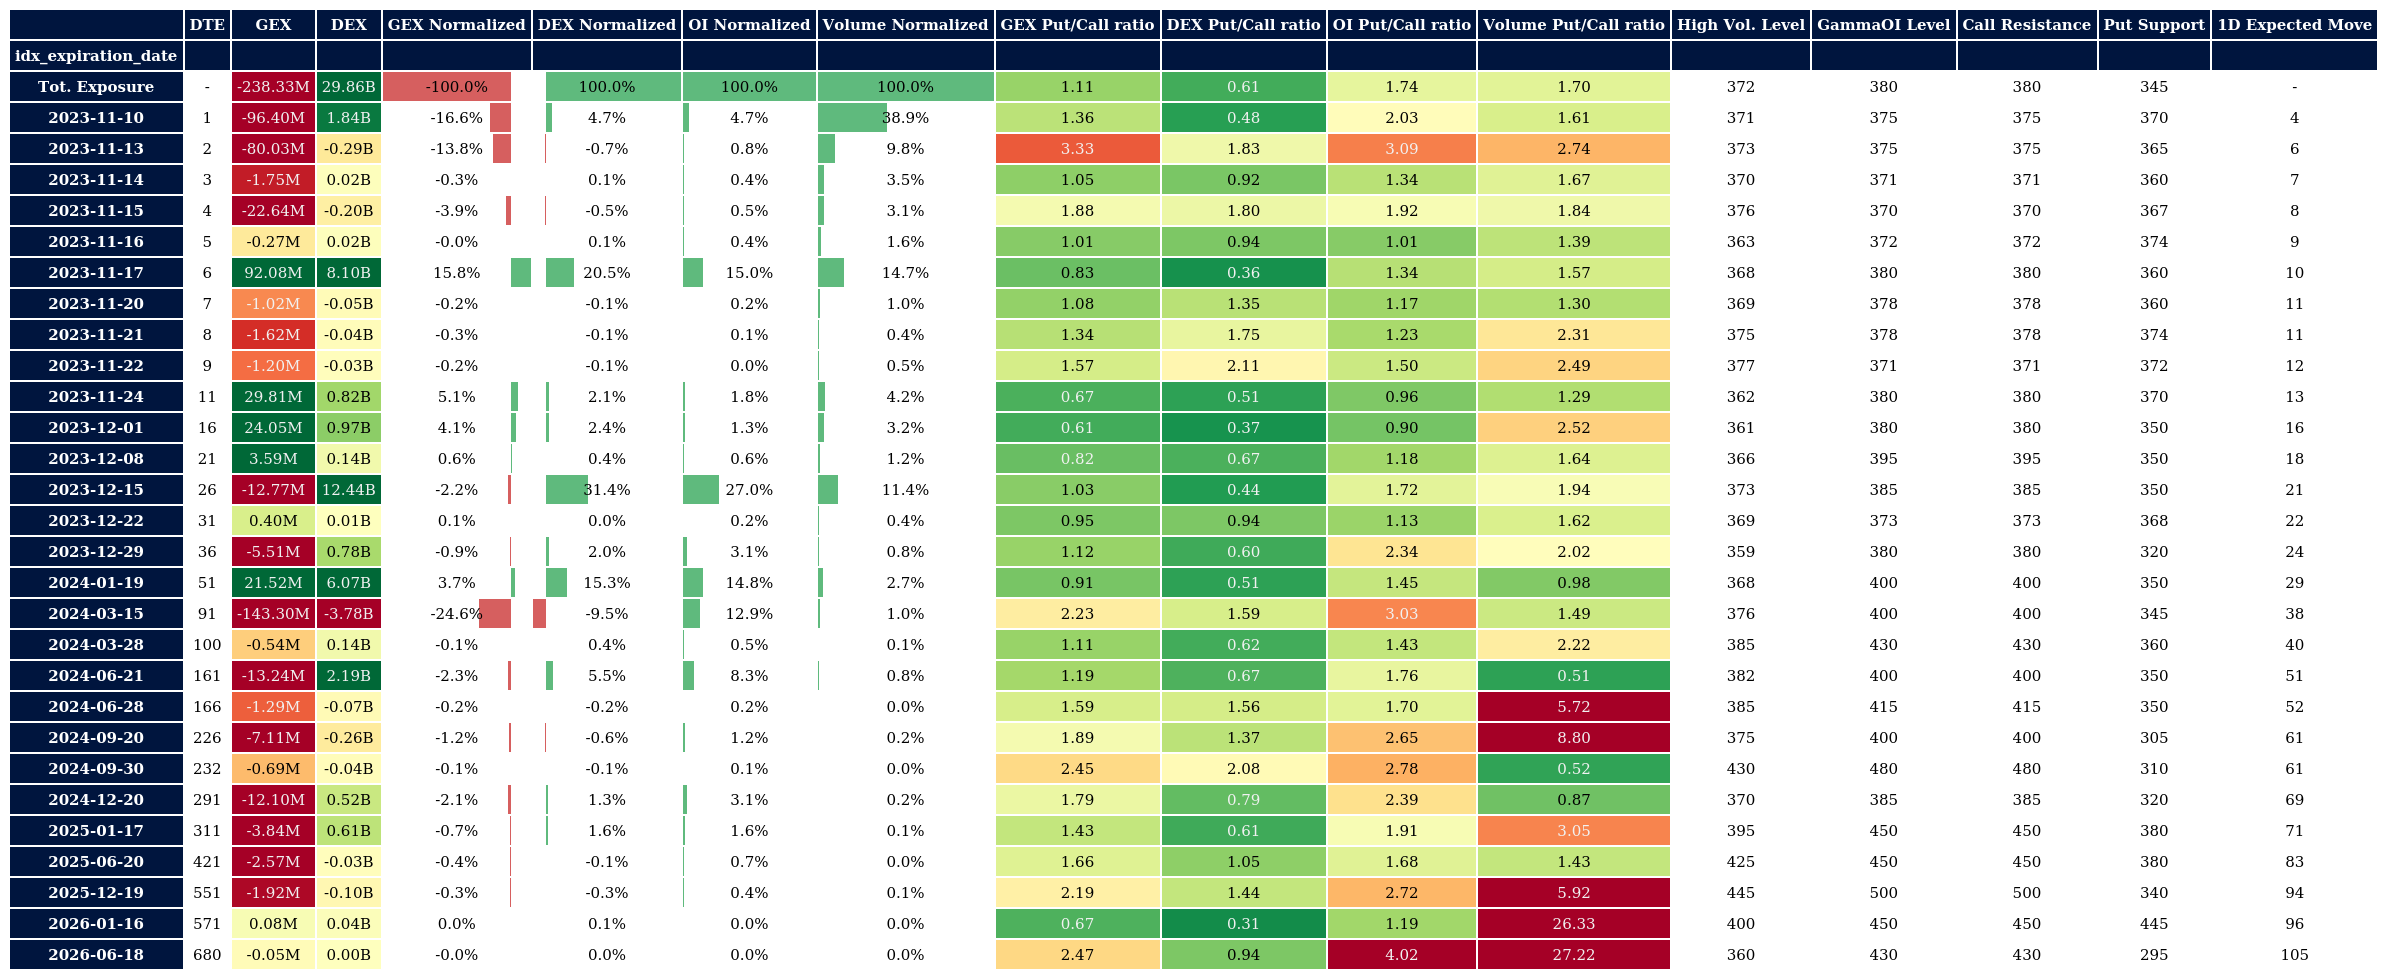 DTE GEX DEX GEX Normalized DEX Normalized OI Normalized Volume Normalized GEX Put/Call ratio DEX Put/Call ratio OI Put/Call ratio Volume Put/Call ratio High Vol. Level GammaOI Level Call Resistance Put Support 1D Expected Move
idx_expiration_date
Tot. Exposure - -238.33M 29.86B -100.0% 100.0% 100.0% 100.0% 1.11 0.61 1.74 1.70 372 380 380 345 -
2023-11-10 1 -96.40M 1.84B -16.6% 4.7% 4.7% 38.9% 1.36 0.48 2.03 1.61 371 375 375 370 4
2023-11-13 2 -80.03M -0.29B -13.8% -0.7% 0.8% 9.8% 3.33 1.83 3.09 2.74 373 375 375 365 6
2023-11-14 3 -1.75M 0.02B -0.3% 0.1% 0.4% 3.5% 1.05 0.92 1.34 1.67 370 371 371 360 7
2023-11-15 4 -22.64M -0.20B -3.9% -0.5% 0.5% 3.1% 1.88 1.80 1.92 1.84 376 370 370 367 8
2023-11-16 5 -0.27M 0.02B -0.0% 0.1% 0.4% 1.6% 1.01 0.94 1.01 1.39 363 372 372 374 9
2023-11-17 6 92.08M 8.10B 15.8% 20.5% 15.0% 14.7% 0.83 0.36 1.34 1.57 368 380 380 360 10
2023-11-20 7 -1.02M -0.05B -0.2% -0.1% 0.2% 1.0% 1.08 1.35 1.17 1.30 369 378 378 360 11
2023-11-21 8 -1.62M -0.04B -0.3% -0.1% 0.1% 0.4% 1.34 1.75 1.23 2.31 375 378 378 374 11
2023-11-22 9 -1.20M -0.03B -0.2% -0.1% 0.0% 0.5% 1.57 2.11 1.50 2.49 377 371 371 372 12
2023-11-24 11 29.81M 0.82B 5.1% 2.1% 1.8% 4.2% 0.67 0.51 0.96 1.29 362 380 380 370 13
2023-12-01 16 24.05M 0.97B 4.1% 2.4% 1.3% 3.2% 0.61 0.37 0.90 2.52 361 380 380 350 16
2023-12-08 21 3.59M 0.14B 0.6% 0.4% 0.6% 1.2% 0.82 0.67 1.18 1.64 366 395 395 350 18
2023-12-15 26 -12.77M 12.44B -2.2% 31.4% 27.0% 11.4% 1.03 0.44 1.72 1.94 373 385 385 350 21
2023-12-22 31 0.40M 0.01B 0.1% 0.0% 0.2% 0.4% 0.95 0.94 1.13 1.62 369 373 373 368 22
2023-12-29 36 -5.51M 0.78B -0.9% 2.0% 3.1% 0.8% 1.12 0.60 2.34 2.02 359 380 380 320 24
2024-01-19 51 21.52M 6.07B 3.7% 15.3% 14.8% 2.7% 0.91 0.51 1.45 0.98 368 400 400 350 29
2024-03-15 91 -143.30M -3.78B -24.6% -9.5% 12.9% 1.0% 2.23 1.59 3.03 1.49 376 400 400 345 38
2024-03-28 100 -0.54M 0.14B -0.1% 0.4% 0.5% 0.1% 1.11 0.62 1.43 2.22 385 430 430 360 40
2024-06-21 161 -13.24M 2.19B -2.3% 5.5% 8.3% 0.8% 1.19 0.67 1.76 0.51 382 400 400 350 51
2024-06-28 166 -1.29M -0.07B -0.2% -0.2% 0.2% 0.0% 1.59 1.56 1.70 5.72 385 415 415 350 52
2024-09-20 226 -7.11M -0.26B -1.2% -0.6% 1.2% 0.2% 1.89 1.37 2.65 8.80 375 400 400 305 61
2024-09-30 232 -0.69M -0.04B -0.1% -0.1% 0.1% 0.0% 2.45 2.08 2.78 0.52 430 480 480 310 61
2024-12-20 291 -12.10M 0.52B -2.1% 1.3% 3.1% 0.2% 1.79 0.79 2.39 0.87 370 385 385 320 69
2025-01-17 311 -3.84M 0.61B -0.7% 1.6% 1.6% 0.1% 1.43 0.61 1.91 3.05 395 450 450 380 71
2025-06-20 421 -2.57M -0.03B -0.4% -0.1% 0.7% 0.0% 1.66 1.05 1.68 1.43 425 450 450 380 83
2025-12-19 551 -1.92M -0.10B -0.3% -0.3% 0.4% 0.1% 2.19 1.44 2.72 5.92 445 500 500 340 94
2026-01-16 571 0.08M 0.04B 0.0% 0.1% 0.0% 0.0% 0.67 0.31 1.19 26.33 400 450 450 445 96
2026-06-18 680 -0.05M 0.00B -0.0% 0.0% 0.0% 0.0% 2.47 0.94 4.02 27.22 360 430 430 295 105